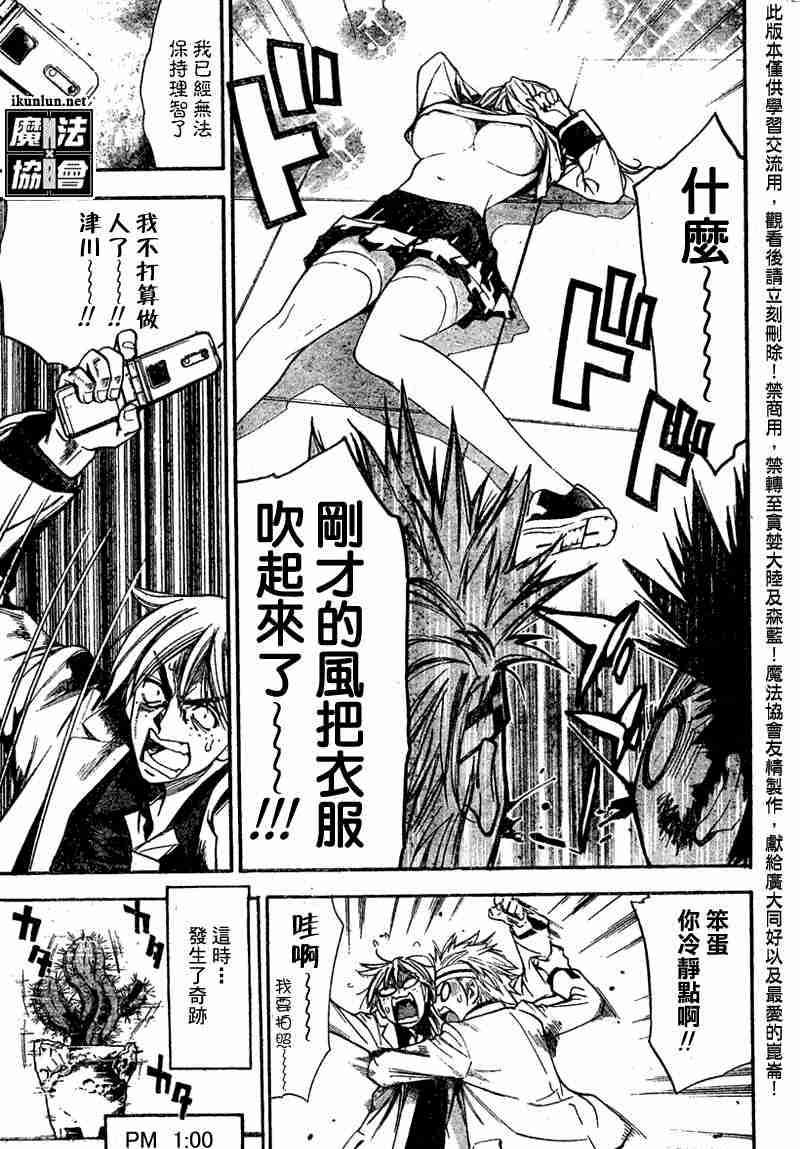 什麼～～～
ドドドド
剛才的風把衣服
吹起來了～～～!!!
我已經無法
保持理智了
我不打算做
人了～～～!!
津川～～!!
笨蛋
你冷靜點啊!!
哇啊
我要拍照～～
這時…
發生了奇跡
カタ
カタ
PM 1:00
ikunlun.net
魔法
協會
此版本僅供學習交流用，觀看後請立刻刪除！禁商用，禁轉至貪婪大陸及森藍！魔法協會友情製作，獻給廣大同好以及最愛的崑崙！